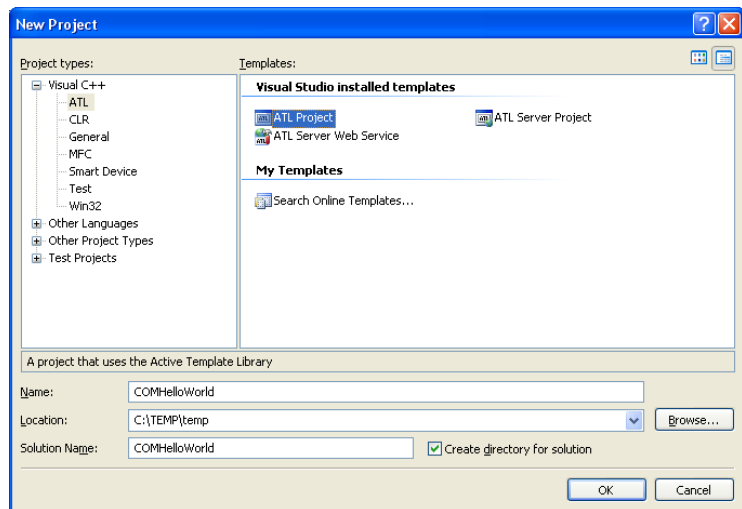 New Project
Project types:
Templates:
Visual C++
ATL
CLR
General
MFC
Smart Device
Test
Win32
Other Languages
Other Project Types
Test Projects
Visual Studio installed templates
ATL Project
ATL Server Project
ATL Server Web Service
My Templates
Search Online Templates...
A project that uses the Active Template Library
Name:
COMHelloWorld
Location:
C:\TEMP\temp
Browse...
Solution Name:
COMHelloWorld
Create directory for solution
OK
Cancel